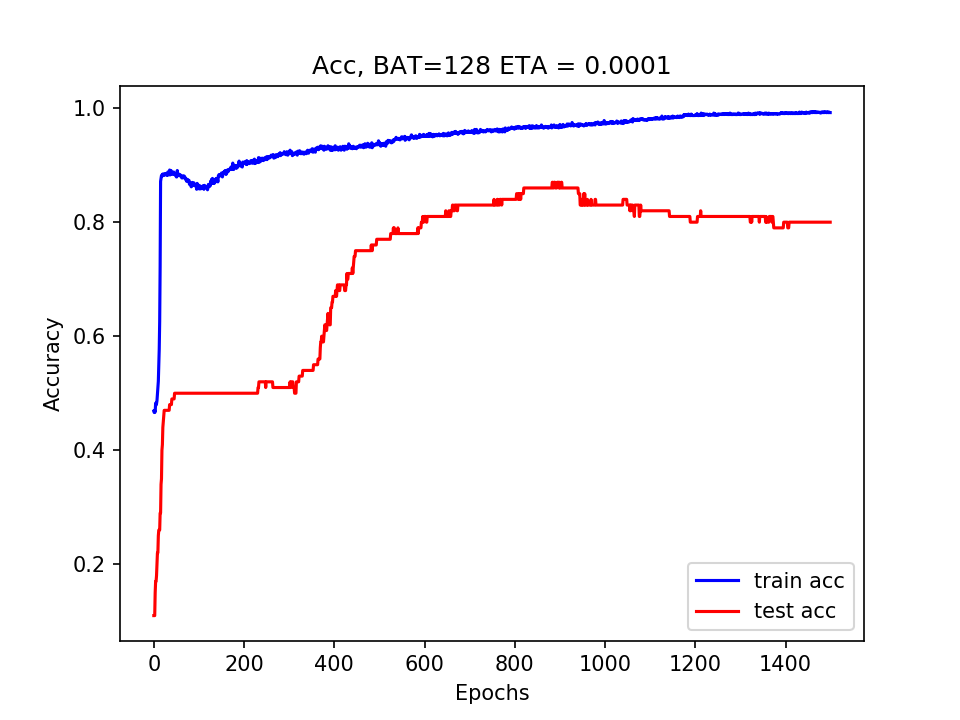 Acc, BAT=128 ETA = 0.0001
1.0
0.8
0.6
0.4
0.2
Accuracy
0 200 400 600 800 1000 1200 1400
Epochs
train acc
test acc